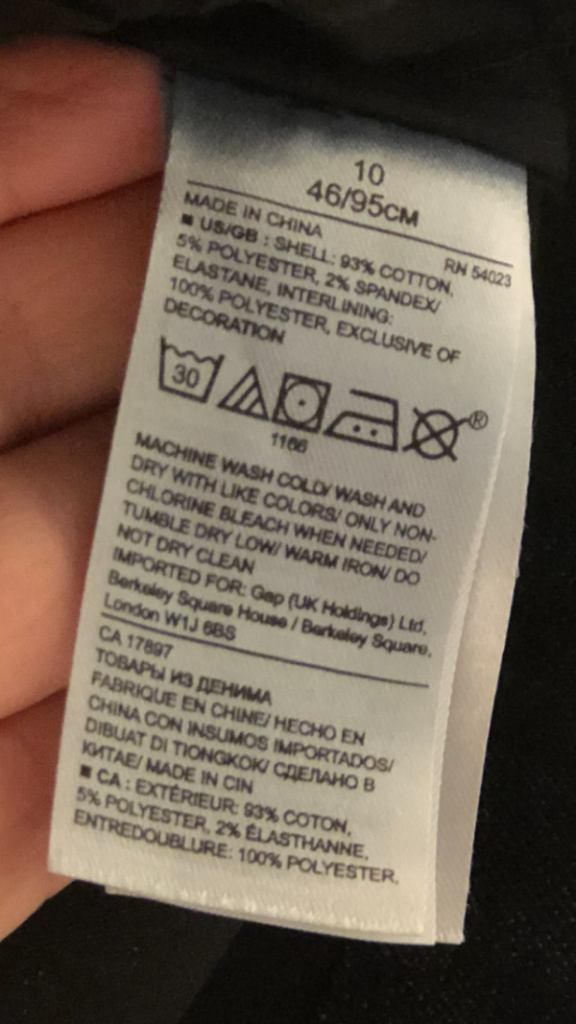 10
46/95CM
MADE IN CHINA
RN 54023
■ US/GB : SHELL: 93% COTTON,
5% POLYESTER, 2% SPANDEX/
ELASTANE, INTERLINING:
100% POLYESTER, EXCLUSIVE OF
DECORATION
30
®
1166
MACHINE WASH COLD/ WASH AND
DRY WITH LIKE COLORS/ ONLY NON-
CHLORINE BLEACH WHEN NEEDED/
TUMBLE DRY LOW/ WARM IRON/ DO
NOT DRY CLEAN
IMPORTED FOR: Gap (UK Holdings) Ltd,
Berkeley Square House / Berkeley Square,
London W1J 6BS
CA 17897
ТОВАРЫ ИЗ ДЕНИМА
FABRIQUE EN CHINE/ HECHO EN
CHINA CON INSUMOS IMPORTADOS/
DIBUAT DI TIONGKOK/ СДЕЛАНО В
КИТАЕ/ MADE IN CIN
■ CA : EXTÉRIEUR: 93% COTON,
5% POLYESTER, 2% ÉLASTHANNE,
ENTREDOUBLURE: 100% POLYESTER.